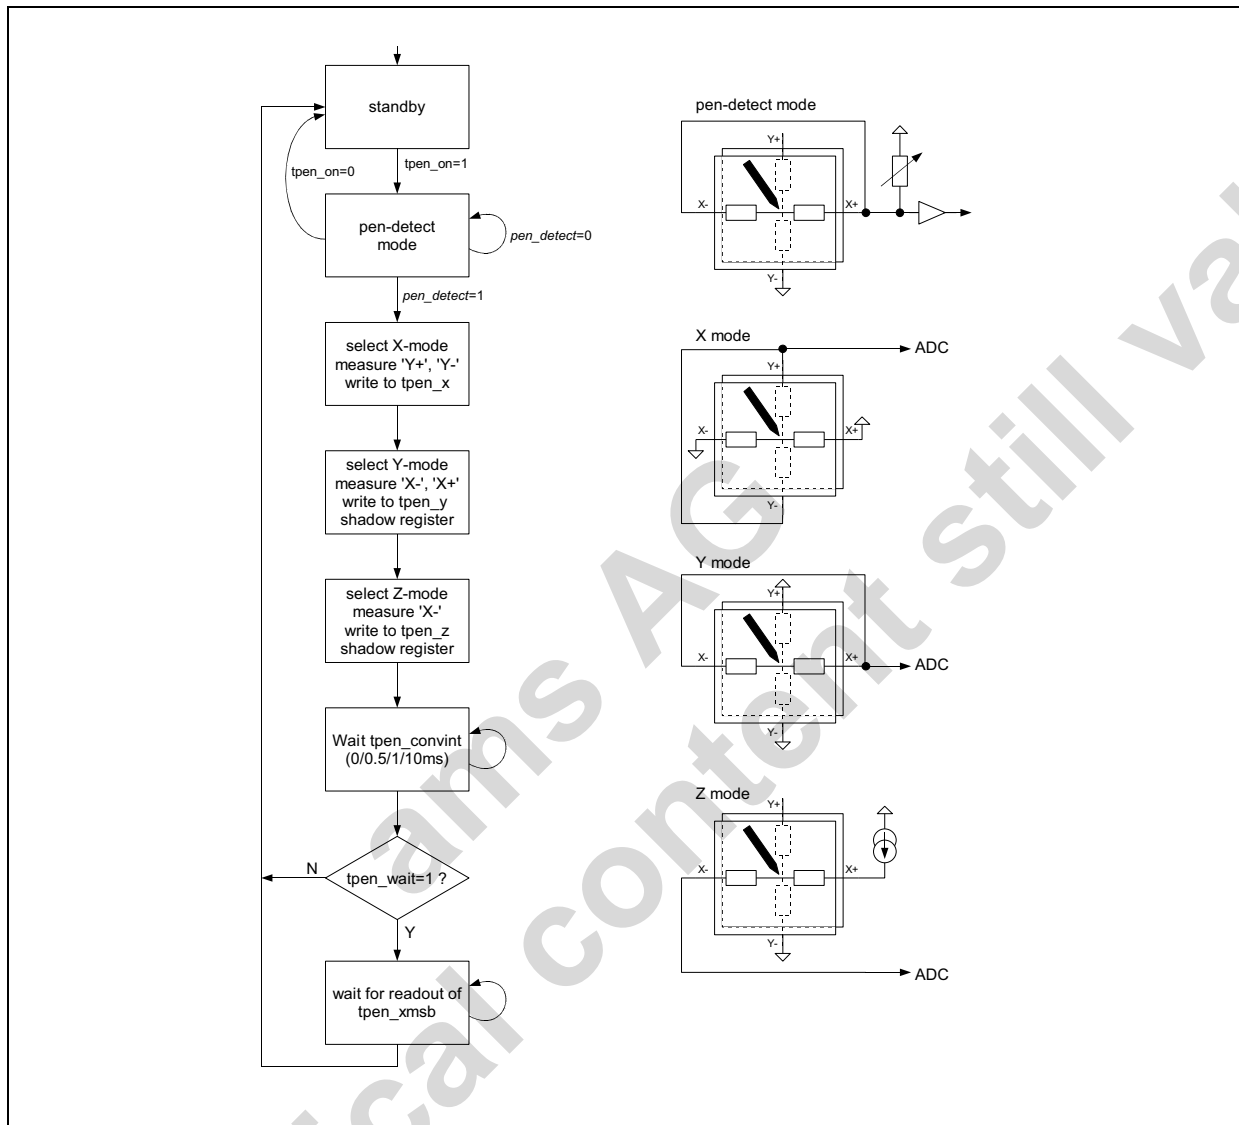 standby
tpen_on=0
tpen_on=1
pen-detect
mode
pen_detect=0
pen_detect=1
select X-mode
measure 'Y+', 'Y-'
write to tpen_x
select Y-mode
measure 'X-', 'X+'
write to tpen_y
shadow register
select Z-mode
measure 'X-'
write to tpen_z
shadow register
Wait tpen_convint
(0/0.5/1/10ms)
N
tpen_wait=1 ?
Y
wait for readout of
tpen_xmsb
pen-detect mode
Y+
X-
X+
Y-
X mode
ADC
Y+
X-
X+
Y-
Y mode
Y+
X-
X+
ADC
Y-
Z mode
Y+
X-
X+
Y-
ADC
ams AG
ical content still val